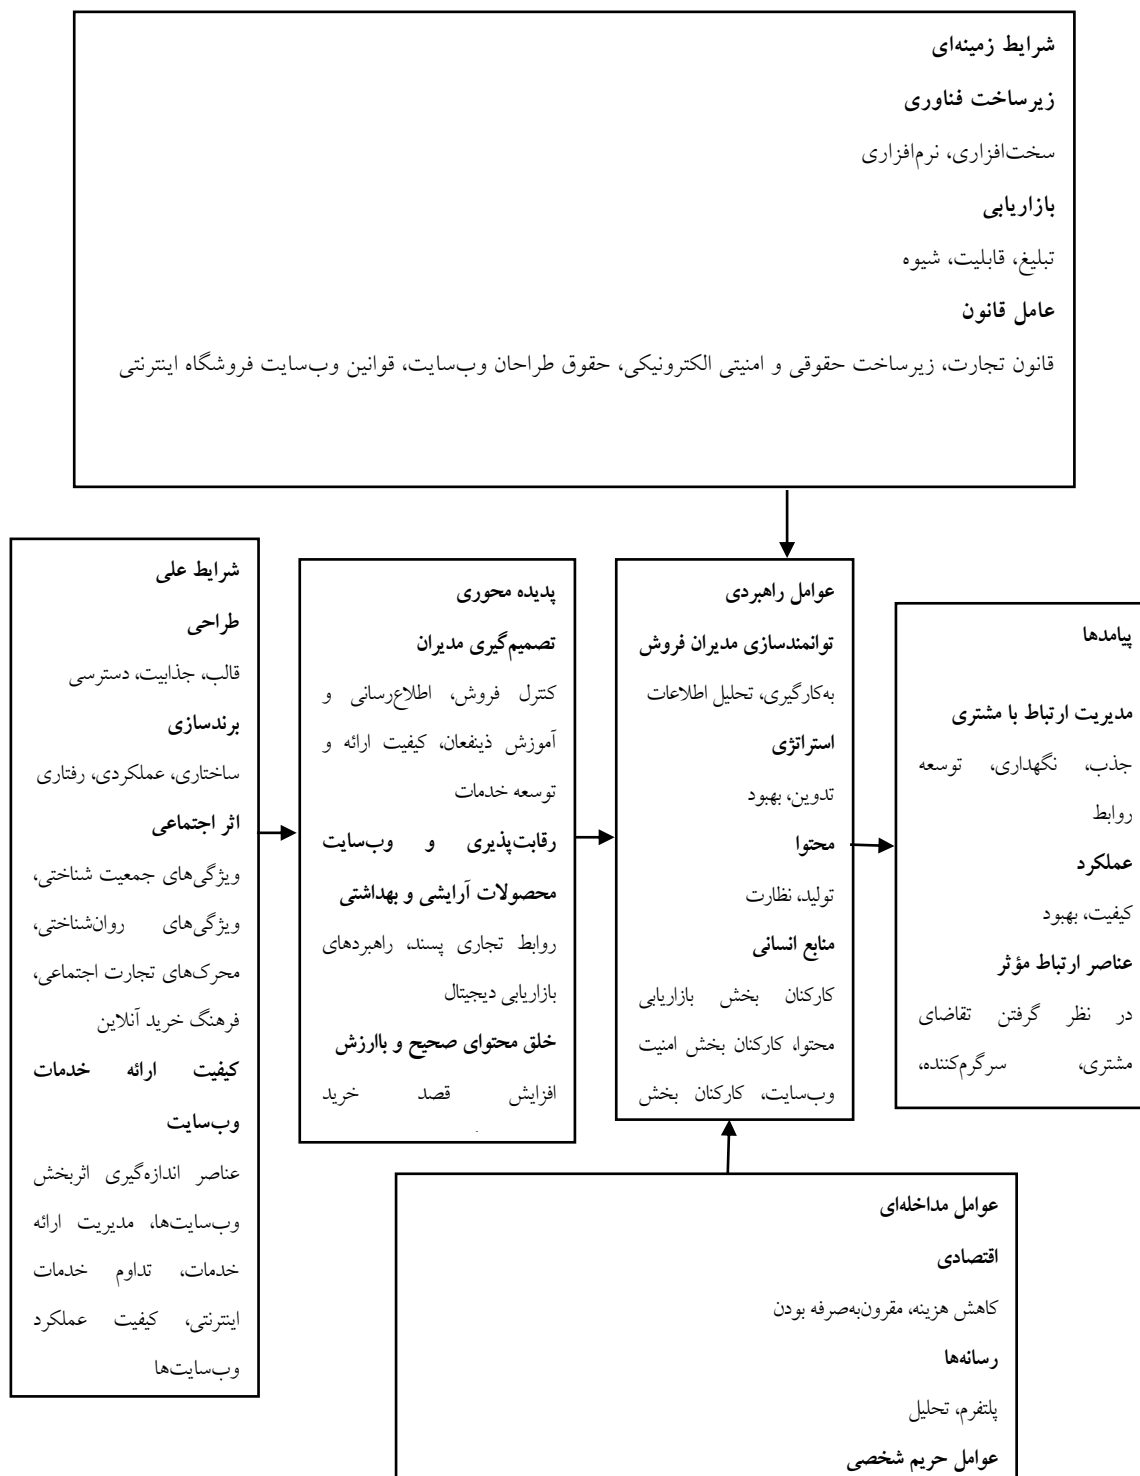 شرایط زمینه‌ای
زیرساخت فناوری
سخت‌افزاری، نرم‌افزاری
بازاریابی
تبلیغ، قابلیت، شیوه
عامل قانون
قانون تجارت، زیرساخت حقوقی و امنیتی الکترونیکی، حقوق طراحان وب‌سایت، قوانین وب‌سایت فروشگاه اینترنتی
شرایط علی
طراحی
قالب، جذابیت، دسترسی
برندسازی
ساختاری، عملکردی، رفتاری
اثر اجتماعی
ویژگی‌های جمعیت شناختی،
ویژگی‌های روان‌شناختی،
محرک‌های تجارت اجتماعی،
فرهنگ خرید آنلاین
کیفیت ارائه خدمات
وب‌سایت
عناصر اندازه‌گیری اثربخش
وب‌سایت‌ها، مدیریت ارائه
خدمات، تداوم خدمات
اینترنتی، کیفیت عملکرد
وب‌سایت‌ها
پدیده محوری
تصمیم‌گیری مدیران
کنترل فروش، اطلاع‌رسانی و
آموزش ذینفعان، کیفیت ارائه و
توسعه خدمات
رقابت‌پذیری و وب‌سایت
محصولات آرایشی و بهداشتی
روابط تجاری پسند، راهبردهای
بازاریابی دیجیتال
خلق محتوای صحیح و باارزش
افزایش قصد خرید
عوامل راهبردی
توانمندسازی مدیران فروش
به‌کارگیری، تحلیل اطلاعات
استراتژی
تدوین، بهبود
محتوا
تولید، نظارت
منابع انسانی
کارکنان بخش بازاریابی
محتوا، کارکنان بخش امنیت
وب‌سایت، کارکنان بخش
پیامدها
مدیریت ارتباط با مشتری
جذب، نگهداری، توسعه
روابط
عملکرد
کیفیت، بهبود
عناصر ارتباط مؤثر
در نظر گرفتن تقاضای
مشتری، سرگرم‌کننده،
عوامل مداخله‌ای
اقتصادی
کاهش هزینه، مقرون‌به‌صرفه بودن
رسانه‌ها
پلتفرم، تحلیل
عوامل حریم شخصی